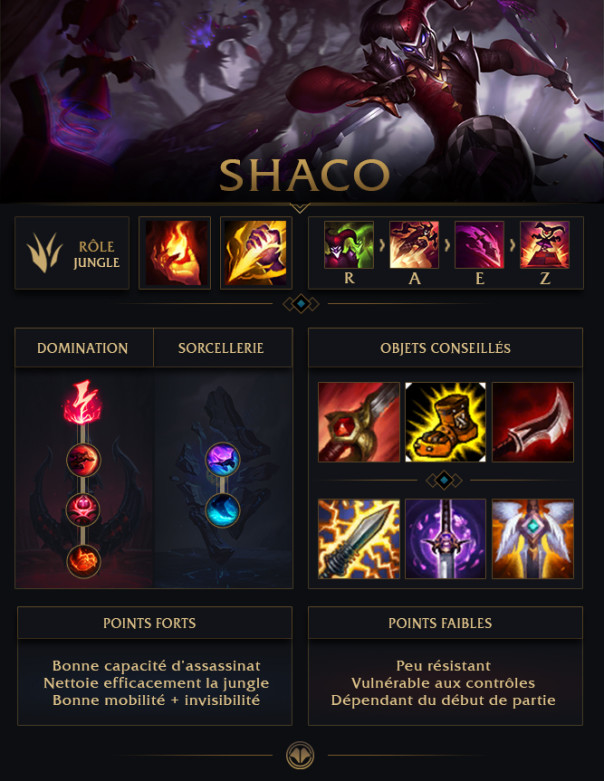 SHACO
RÔLE
JUNGLE
R
A
E
Z
DOMINATION
SORCELLERIE
OBJETS CONSEILLÉS
POINTS FORTS
Bonne capacité d'assassinat
Nettoie efficacement la jungle
Bonne mobilité + invisibilité
POINTS FAIBLES
Peu résistant
Vulnérable aux contrôles
Dépendant du début de partie